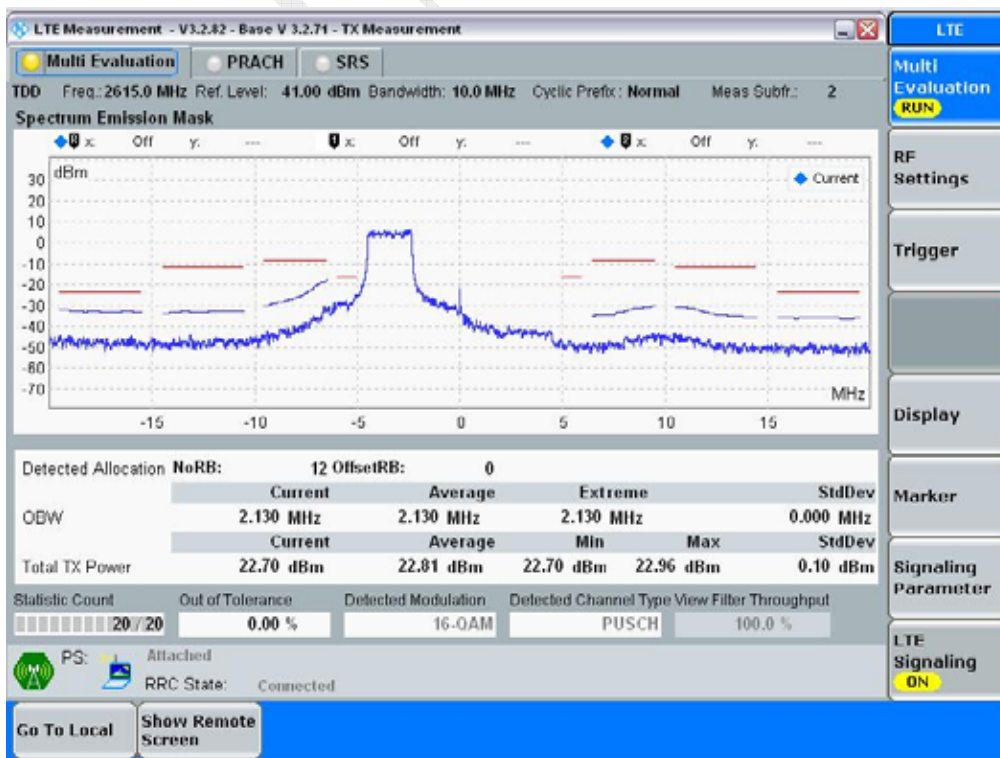 LTE Measurement - V3.2.82 - Base V 3.2.71 - TX Measurement
LTE
Multi Evaluation PRACH SRS
Multi Evaluation RUN
TDD Freq.: 2615.0 MHz Ref. Level: 41.00 dBm Bandwidth: 10.0 MHz Cyclic Prefix: Normal Meas Subfr.: 2
Spectrum Emission Mask
x: Off y: --- 1 x: Off y: --- 2 x: Off y: ---
dBm
Current
30
20
10
0
-10
-20
-30
-40
-50
-60
-70
MHz
-15 -10 -5 0 5 10 15
RF Settings
Trigger
Display
Marker
Signaling Parameter
LTE Signaling ON
Detected Allocation NoRB: 12 OffsetRB: 0
Current Average Extreme StdDev
OBW 2.130 MHz 2.130 MHz 2.130 MHz 0.000 MHz
Current Average Min Max StdDev
Total TX Power 22.70 dBm 22.81 dBm 22.70 dBm 22.96 dBm 0.10 dBm
Statistic Count Out of Tolerance Detected Modulation Detected Channel Type View Filter Throughput
20 / 20 0.00 % 16-QAM PUSCH 100.0 %
PS: Attached
RRC State: Connected
Go To Local Show Remote Screen